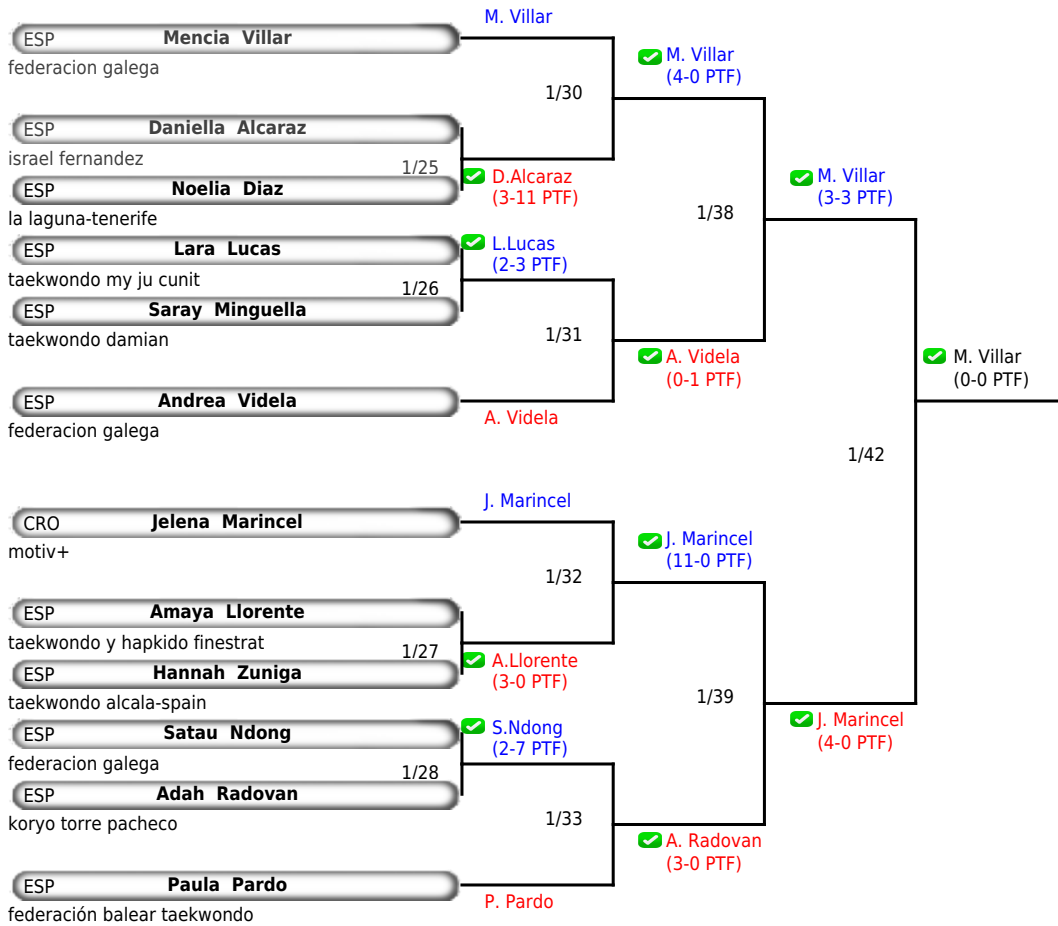 M. Villar
ESP Mencia Villar
federacion galega
M. Villar
(4-0 PTF)
1/30
ESP Daniella Alcaraz
israel fernandez
1/25
D.Alcaraz
(3-11 PTF)
ESP Noelia Diaz
la laguna-tenerife
M. Villar
(3-3 PTF)
1/38
ESP Lara Lucas
taekwondo my ju cunit
L.Lucas
(2-3 PTF)
1/26
ESP Saray Minguella
taekwondo damian
1/31
A. Videla
(0-1 PTF)
M. Villar
(0-0 PTF)
ESP Andrea Videla
federacion galega
A. Videla
1/42
J. Marincel
CRO Jelena Marincel
motiv+
J. Marincel
(11-0 PTF)
1/32
ESP Amaya Llorente
taekwondo y hapkido finestrat
1/27
A.Llorente
(3-0 PTF)
ESP Hannah Zuniga
taekwondo alcala-spain
1/39
J. Marincel
(4-0 PTF)
ESP Satau Ndong
federacion galega
S.Ndong
(2-7 PTF)
1/28
ESP Adah Radovan
koryo torre pacheco
1/33
A. Radovan
(3-0 PTF)
ESP Paula Pardo
federación balear taekwondo
P. Pardo